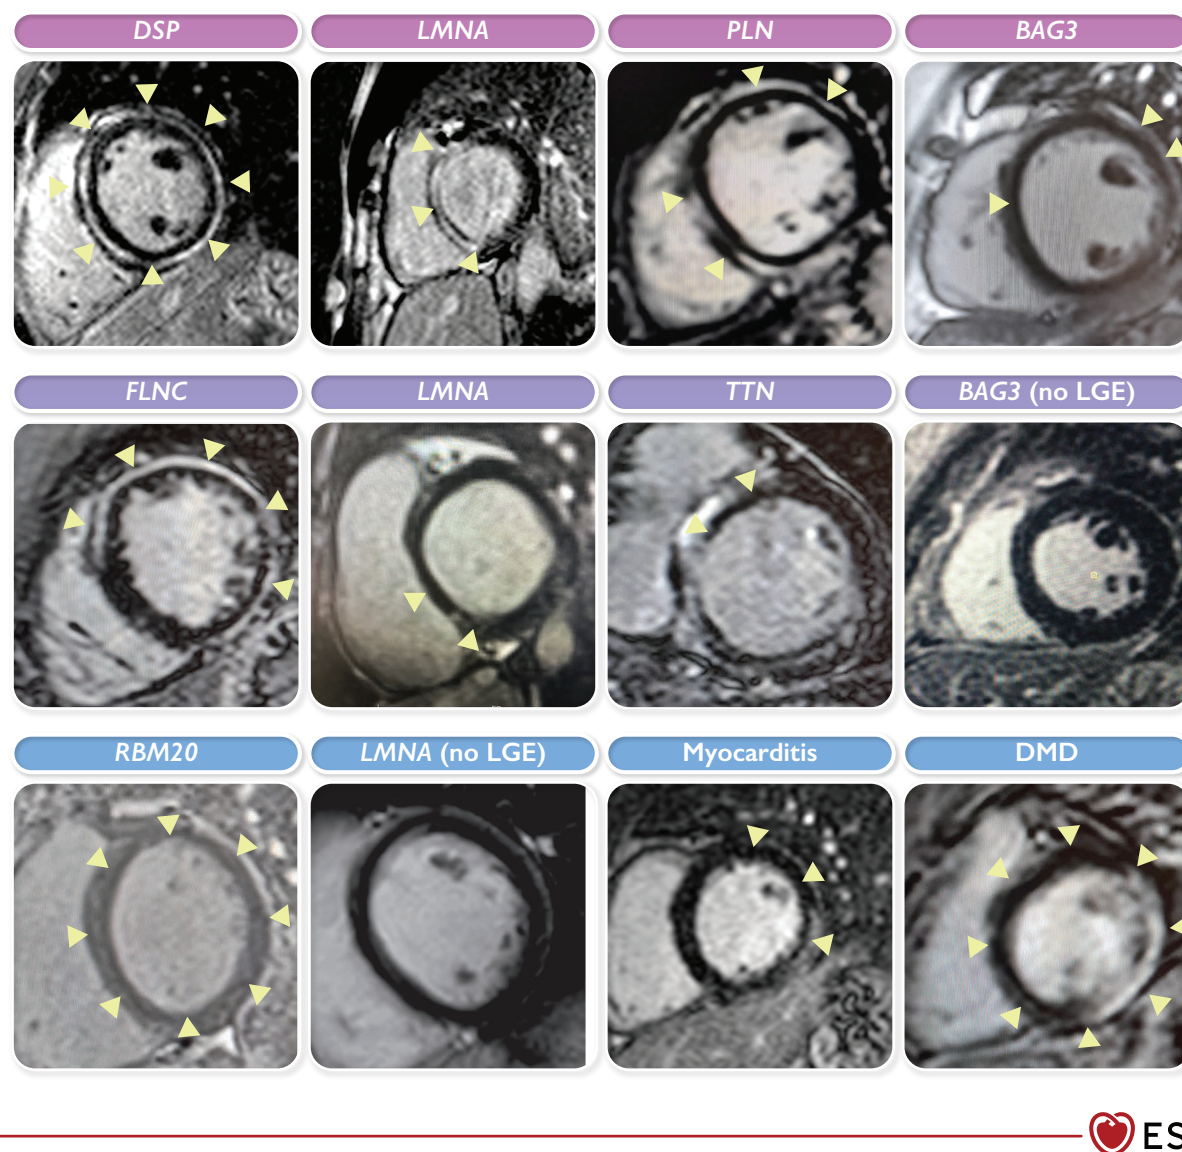 DSP
LMNA
PLN
BAG3
FLNC
LMNA
TTN
BAG3 (no LGE)
RBM20
LMNA (no LGE)
Myocarditis
DMD
ES